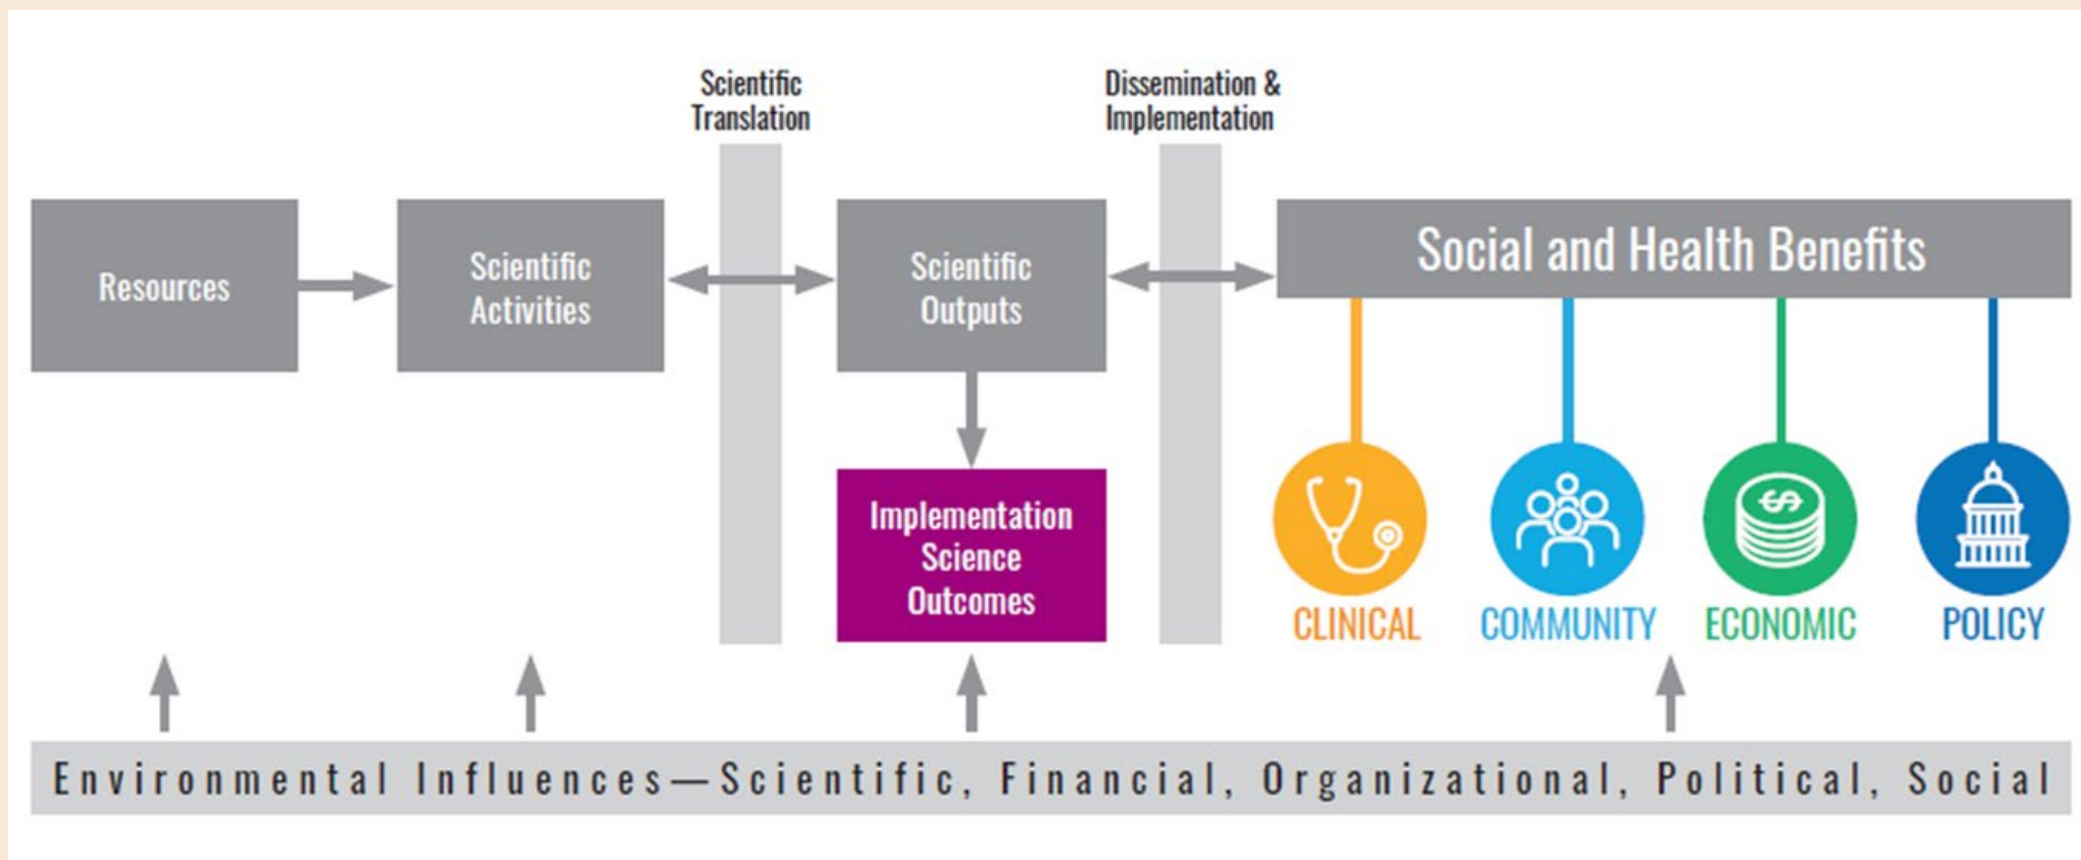 Scientific
Translation
Dissemination &
Implementation
Resources
Scientific
Activities
Scientific
Outputs
Social and Health Benefits
Implementation
Science
Outcomes
CLINICAL
COMMUNITY
ECONOMIC
POLICY
Environmental Influences—Scientific, Financial, Organizational, Political, Social